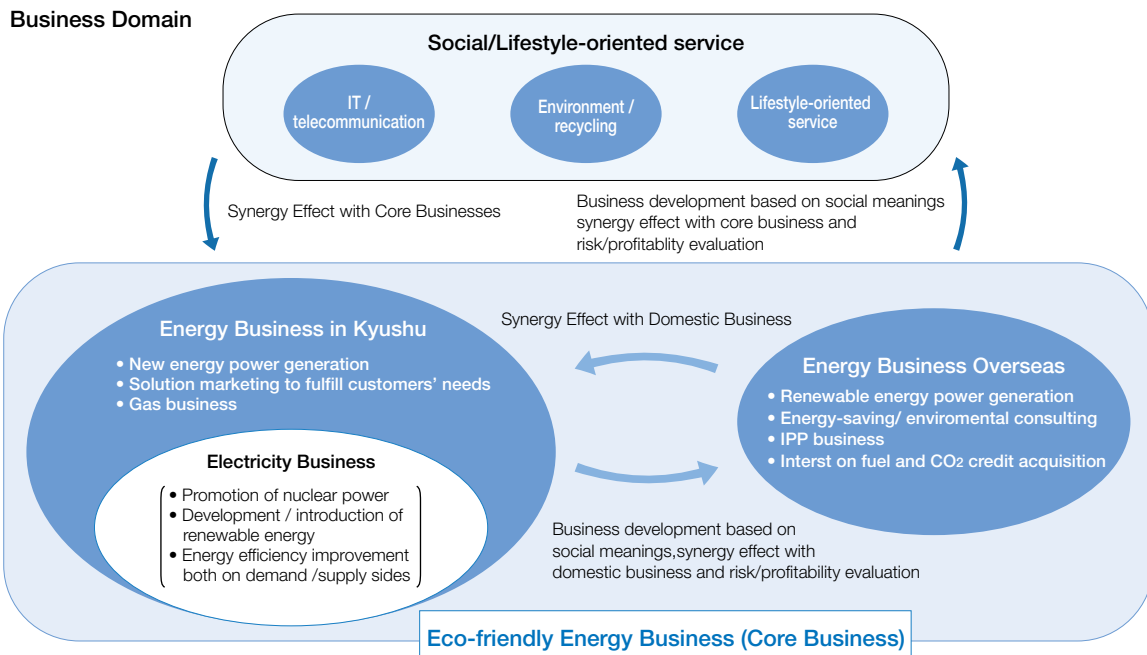 Business Domain
Social/Lifestyle-oriented service
IT /
telecommunication
Environment /
recycling
Lifestyle-oriented
service
Synergy Effect with Core Businesses
Business development based on social meanings
synergy effect with core business and
risk/profitablity evaluation
Energy Business in Kyushu
• New energy power generation
• Solution marketing to fulfill customers' needs
• Gas business
Electricity Business
• Promotion of nuclear power
• Development / introduction of
renewable energy
• Energy efficiency improvement
both on demand /supply sides
Synergy Effect with Domestic Business
Energy Business Overseas
• Renewable energy power generation
• Energy-saving/ enviromental consulting
• IPP business
• Interst on fuel and CO2 credit acquisition
Business development based on
social meanings,synergy effect with
domestic business and risk/profitability evaluation
Eco-friendly Energy Business (Core Business)